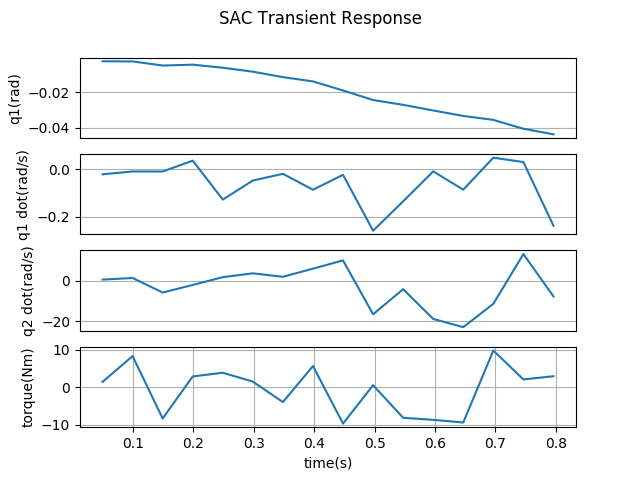 SAC Transient Response
q1(rad)
−0.02
−0.04
q1 dot(rad/s)
0.0
−0.2
q2 dot(rad/s)
0
−20
torque(Nm)
10
0
−10
0.1 0.2 0.3 0.4 0.5 0.6 0.7 0.8
time(s)